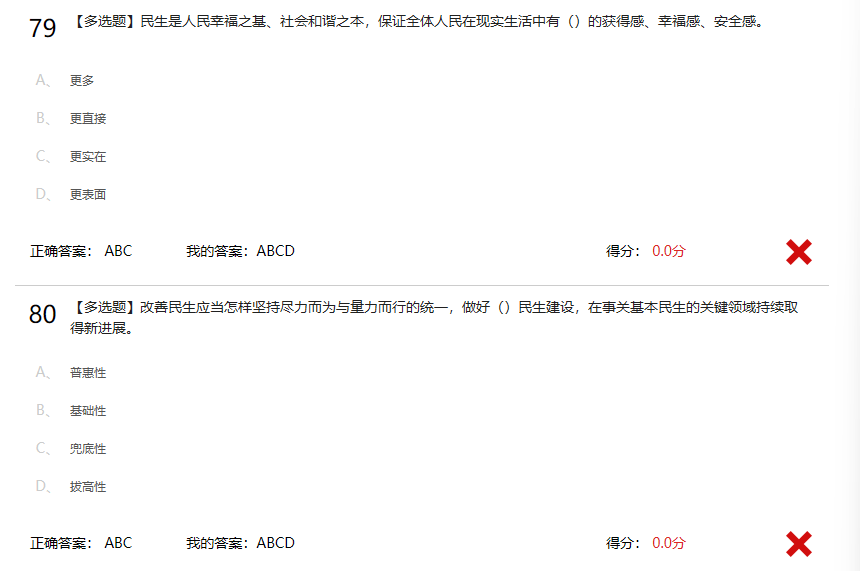 79 【多选题】民生是人民幸福之基、社会和谐之本，保证全体人民在现实生活中有（）的获得感、幸福感、安全感。
A、 更多
B、 更直接
C、 更实在
D、 更表面
正确答案： ABC 我的答案：ABCD 得分： 0.0分
80 【多选题】改善民生应当怎样坚持尽力而为与量力而行的统一，做好（）民生建设，在事关基本民生的关键领域持续取
得新进展。
A、 普惠性
B、 基础性
C、 兜底性
D、 拔高性
正确答案： ABC 我的答案：ABCD 得分： 0.0分